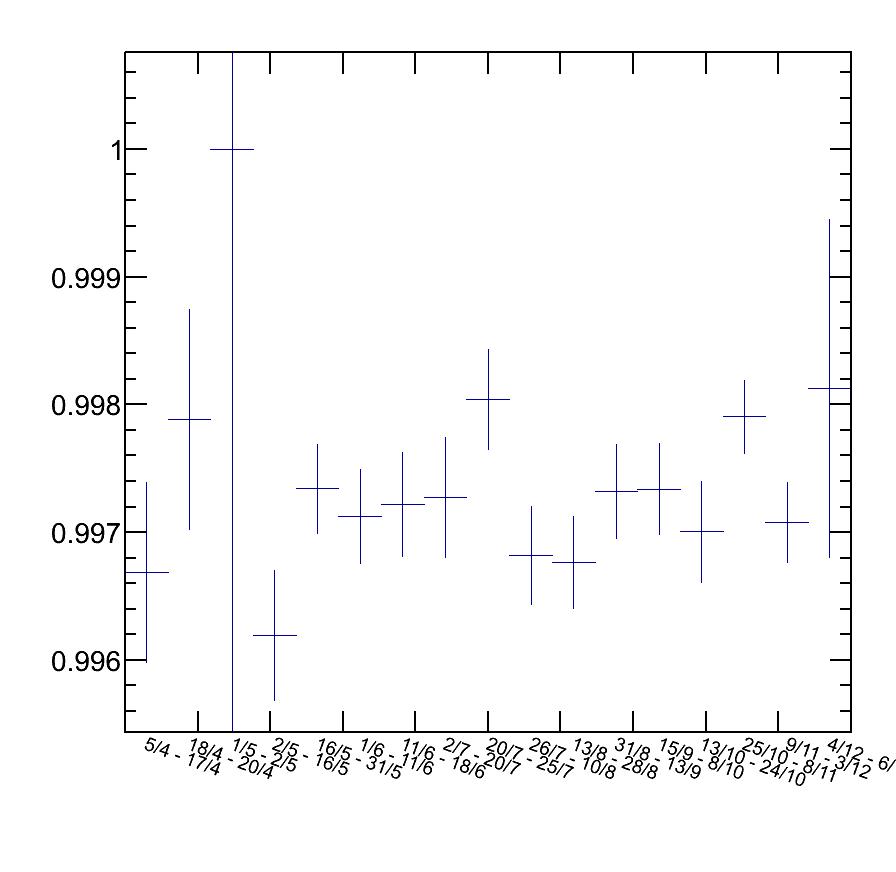 1
0.999
0.998
0.997
0.996
5/4 - 17/4
18/4 - 20/4
1/5 - 2/5
2/5 - 16/5
16/5 - 31/5
1/6 - 11/6
11/6 - 18/6
2/7 - 20/7
20/7 - 25/7
26/7 - 10/8
13/8 - 28/8
31/8 - 13/9
15/9 - 8/10
13/10 - 24/10
25/10 - 8/11
9/11 - 3/12
4/12 - 6/